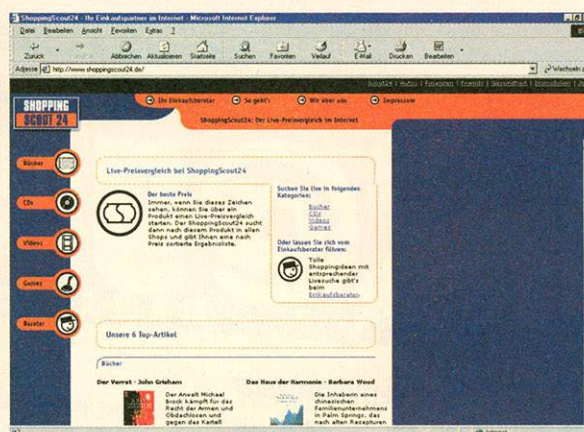 ShoppingScout24 - Ihr Einkaufspartner im Internet - Microsoft Internet Explorer
Datei Bearbeiten Ansicht Favoriten Extras ?
Zurück Abbrechen Aktualisieren Startseite Suchen Favoriten Verlauf E-Mail Drucken Bearbeiten
Adresse http://www.shoppingscout24.de/ Wechseln
SHOPPING
SCOUT 24
Ihr Einkaufsberater So geht's Wir über uns Impressum
ShoppingScout24: Der Live-Preisvergleich im Internet
Bücher
CDs
Videos
Games
Berater
Live-Preisvergleich bei ShoppingScout24
Der beste Preis
Immer, wenn Sie dieses Zeichen
sehen, können Sie über ein
Produkt einen Live-Preisvergleich
starten. Der ShoppingScout24 sucht
dann nach diesem Produkt in allen
Shops und gibt Ihnen eine nach
Preis sortierte Ergebnisliste.
Suchen Sie live in folgenden
Kategorien:
Bücher
CDs
Videos
Games
Oder lassen Sie sich vom
Einkaufsberater führen:
Tolle
Shoppingideen mit
entsprechender
Livesuche gibt's
beim
Einkaufsberater.
Unsere 6 Top-Artikel
Bücher
Der Verrat - John Grisham
Der Anwalt Michael
Brock kämpft für das
Recht der Armen und
Obdachlosen und
gegen das Kartell
Das Haus der Harmonie - Barbara Wood
Die Inhaberin eines
chinesischen
Familienunternehmens
in Palm Springs, das
nach alten Rezepturen
Internet